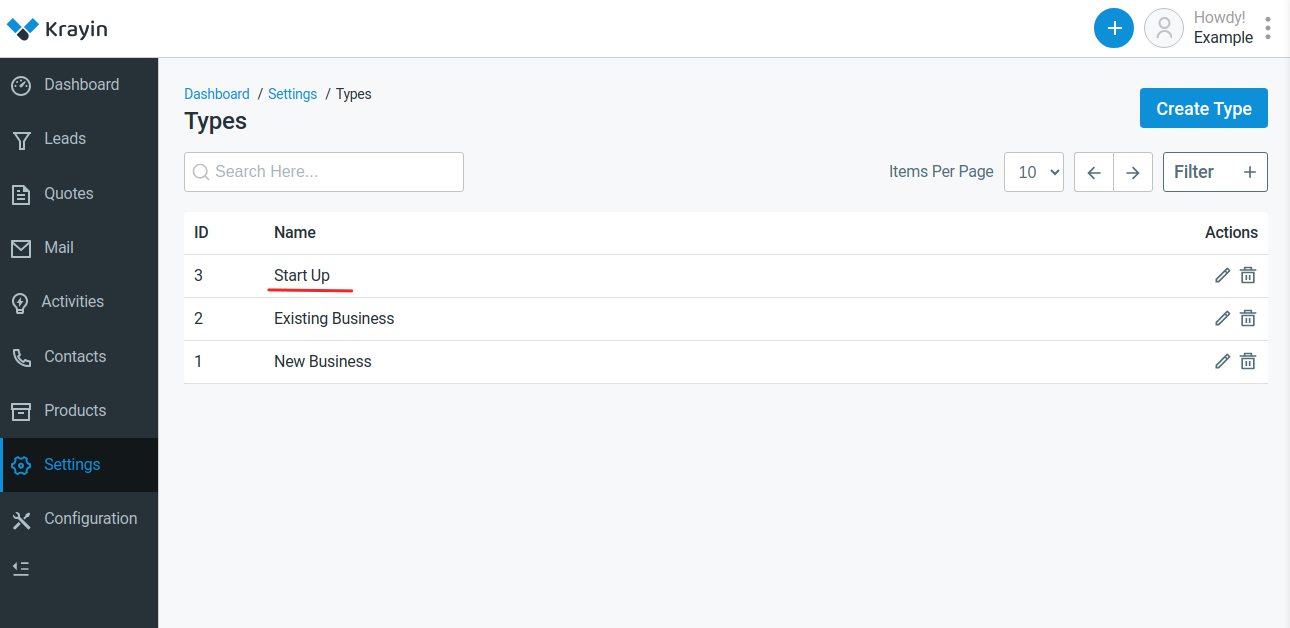 Krayin
Howdy!
Example
Dashboard
Leads
Quotes
Mail
Activities
Contacts
Products
Settings
Configuration
Dashboard / Settings / Types
Types
Create Type
Search Here...
Items Per Page 10 Filter +
ID Name Actions
3 Start Up
2 Existing Business
1 New Business